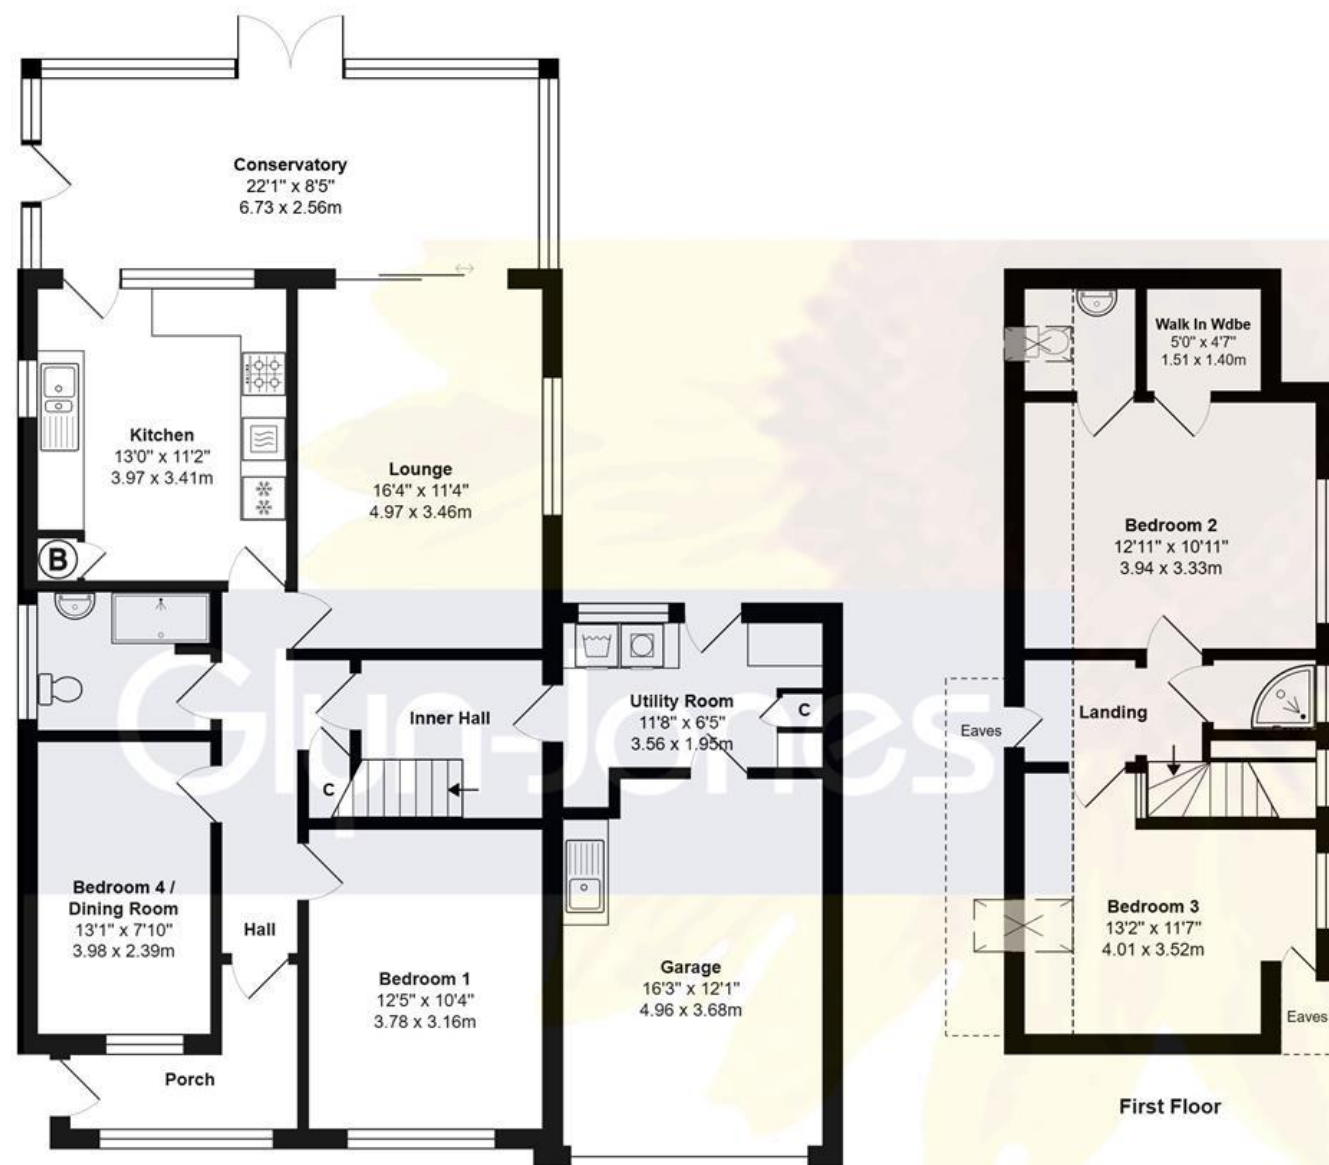 Conservatory
22'1" x 8'5"
6.73 x 2.56m
Kitchen
13'0" x 11'2"
3.97 x 3.41m
Lounge
16'4" x 11'4"
4.97 x 3.46m
B
Glyn-Jones
Inner Hall
Utility Room
11'8" x 6'5"
3.56 x 1.95m
C
C
Bedroom 4 /
Dining Room
13'1" x 7'10"
3.98 x 2.39m
Hall
Bedroom 1
12'5" x 10'4"
3.78 x 3.16m
Garage
16'3" x 12'1"
4.96 x 3.68m
Porch
Walk In Wdbe
5'0" x 4'7"
1.51 x 1.40m
Bedroom 2
12'11" x 10'11"
3.94 x 3.33m
Eaves
Landing
Bedroom 3
13'2" x 11'7"
4.01 x 3.52m
Eaves
First Floor